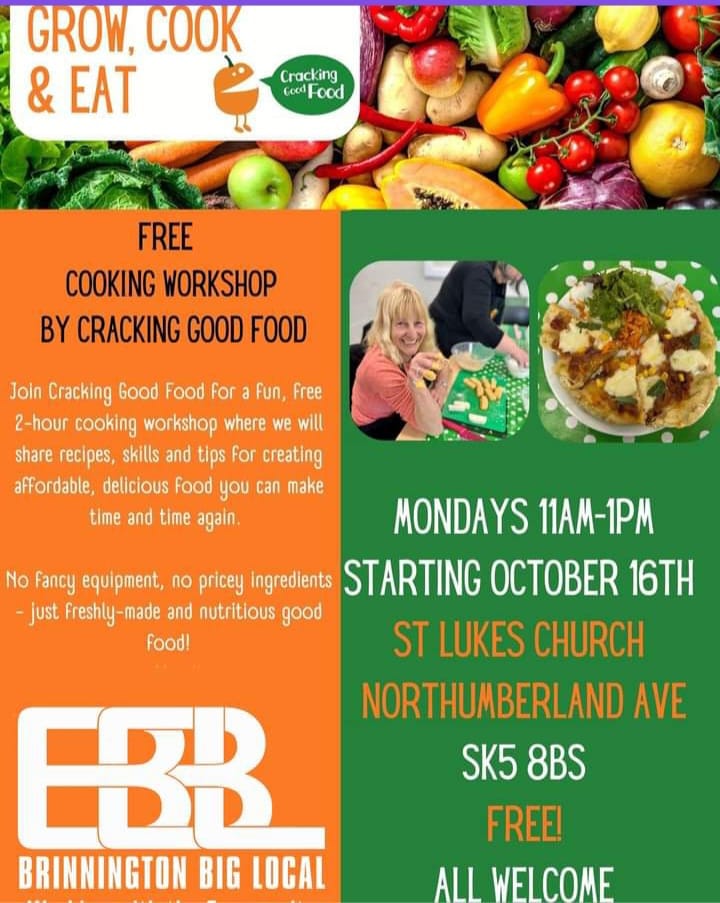 GROW, COOK
& EAT
Cracking
Good Food
FREE
COOKING WORKSHOP
BY CRACKING GOOD FOOD
Join Cracking Good Food for a fun, free
2-hour cooking workshop where we will
share recipes, skills and tips for creating
affordable, delicious food you can make
time and time again.
No fancy equipment, no pricey ingredients
- just freshly-made and nutritious good
food!
BBL
BRINNINGTON BIG LOCAL
MONDAYS 11AM-1PM
STARTING OCTOBER 16TH
ST LUKES CHURCH
NORTHUMBERLAND AVE
SK5 8BS
FREE!
ALL WELCOME